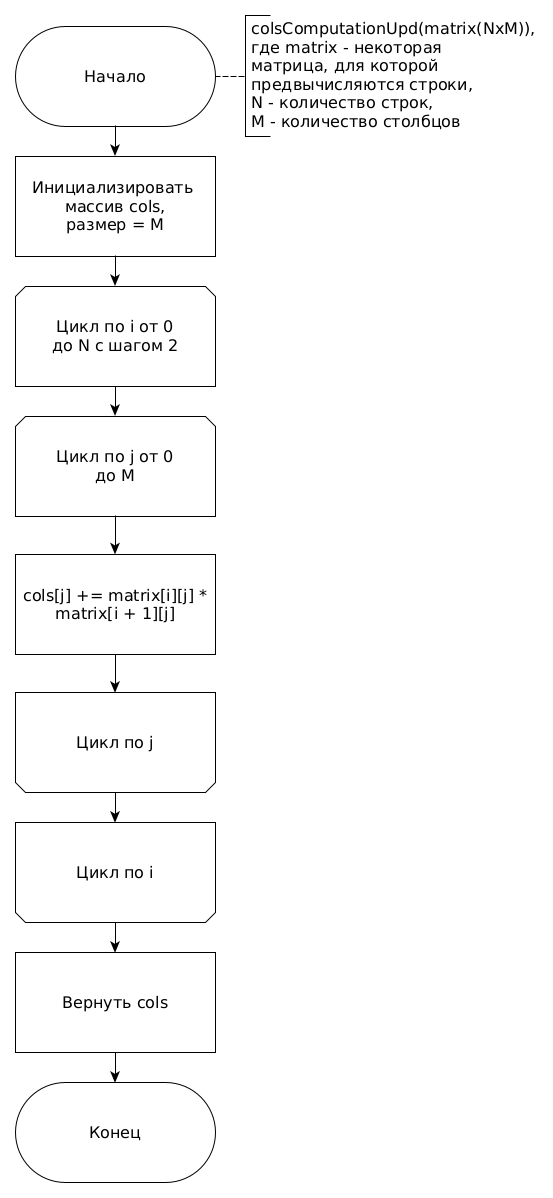 Начало
colsComputationUpd(matrix(NxM)),
где matrix - некоторая
матрица, для которой
предвычисляются строки,
N - количество строк,
M - количество столбцов
Инициализировать
массив cols,
размер = M
Цикл по i от 0
до N с шагом 2
Цикл по j от 0
до M
cols[j] += matrix[i][j] *
matrix[i + 1][j]
Цикл по j
Цикл по i
Вернуть cols
Конец